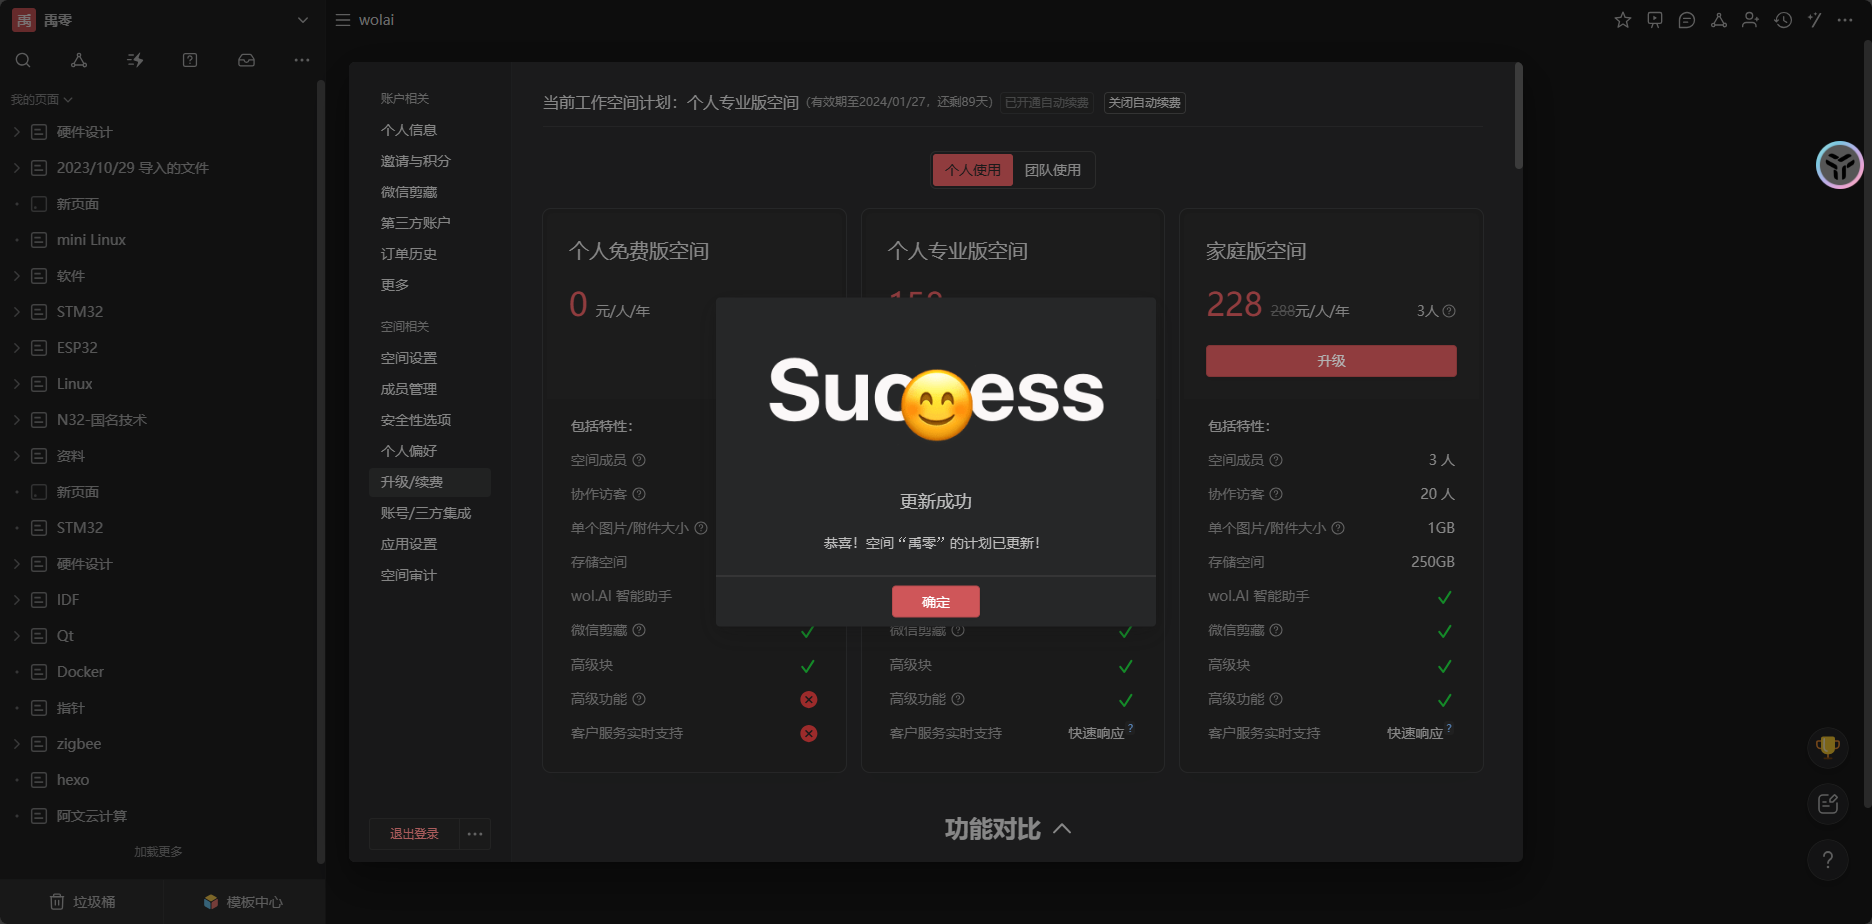 禹 禹零
我的页面
硬件设计
2023/10/29 导入的文件
新页面
mini Linux
软件
STM32
ESP32
Linux
N32-国名技术
资料
新页面
STM32
硬件设计
IDF
Qt
Docker
指针
zigbee
hexo
阿文云计算
加载更多
垃圾桶
模板中心
wolai
账户相关
个人信息
邀请与积分
微信剪藏
第三方账户
订单历史
更多
空间相关
空间设置
成员管理
安全性选项
个人偏好
升级/续费
账号/三方集成
应用设置
空间审计
退出登录
当前工作空间计划：个人专业版空间（有效期至2024/01/27，还剩89天） 已开通自动续费 关闭自动续费
个人使用 团队使用
个人免费版空间
0 元/人/年
包括特性：
空间成员
协作访客
单个图片/附件大小
存储空间
wol.AI 智能助手
微信剪藏
高级块
高级功能
客户服务实时支持
个人专业版空间
微信剪藏
高级块
高级功能
客户服务实时支持 快速响应 ?
家庭版空间
228 288元/人/年 3人
升级
包括特性：
空间成员 3 人
协作访客 20 人
单个图片/附件大小 1GB
存储空间 250GB
wol.AI 智能助手
微信剪藏
高级块
高级功能
客户服务实时支持 快速响应 ?
Success
更新成功
恭喜！空间“禹零”的计划已更新！
确定
功能对比